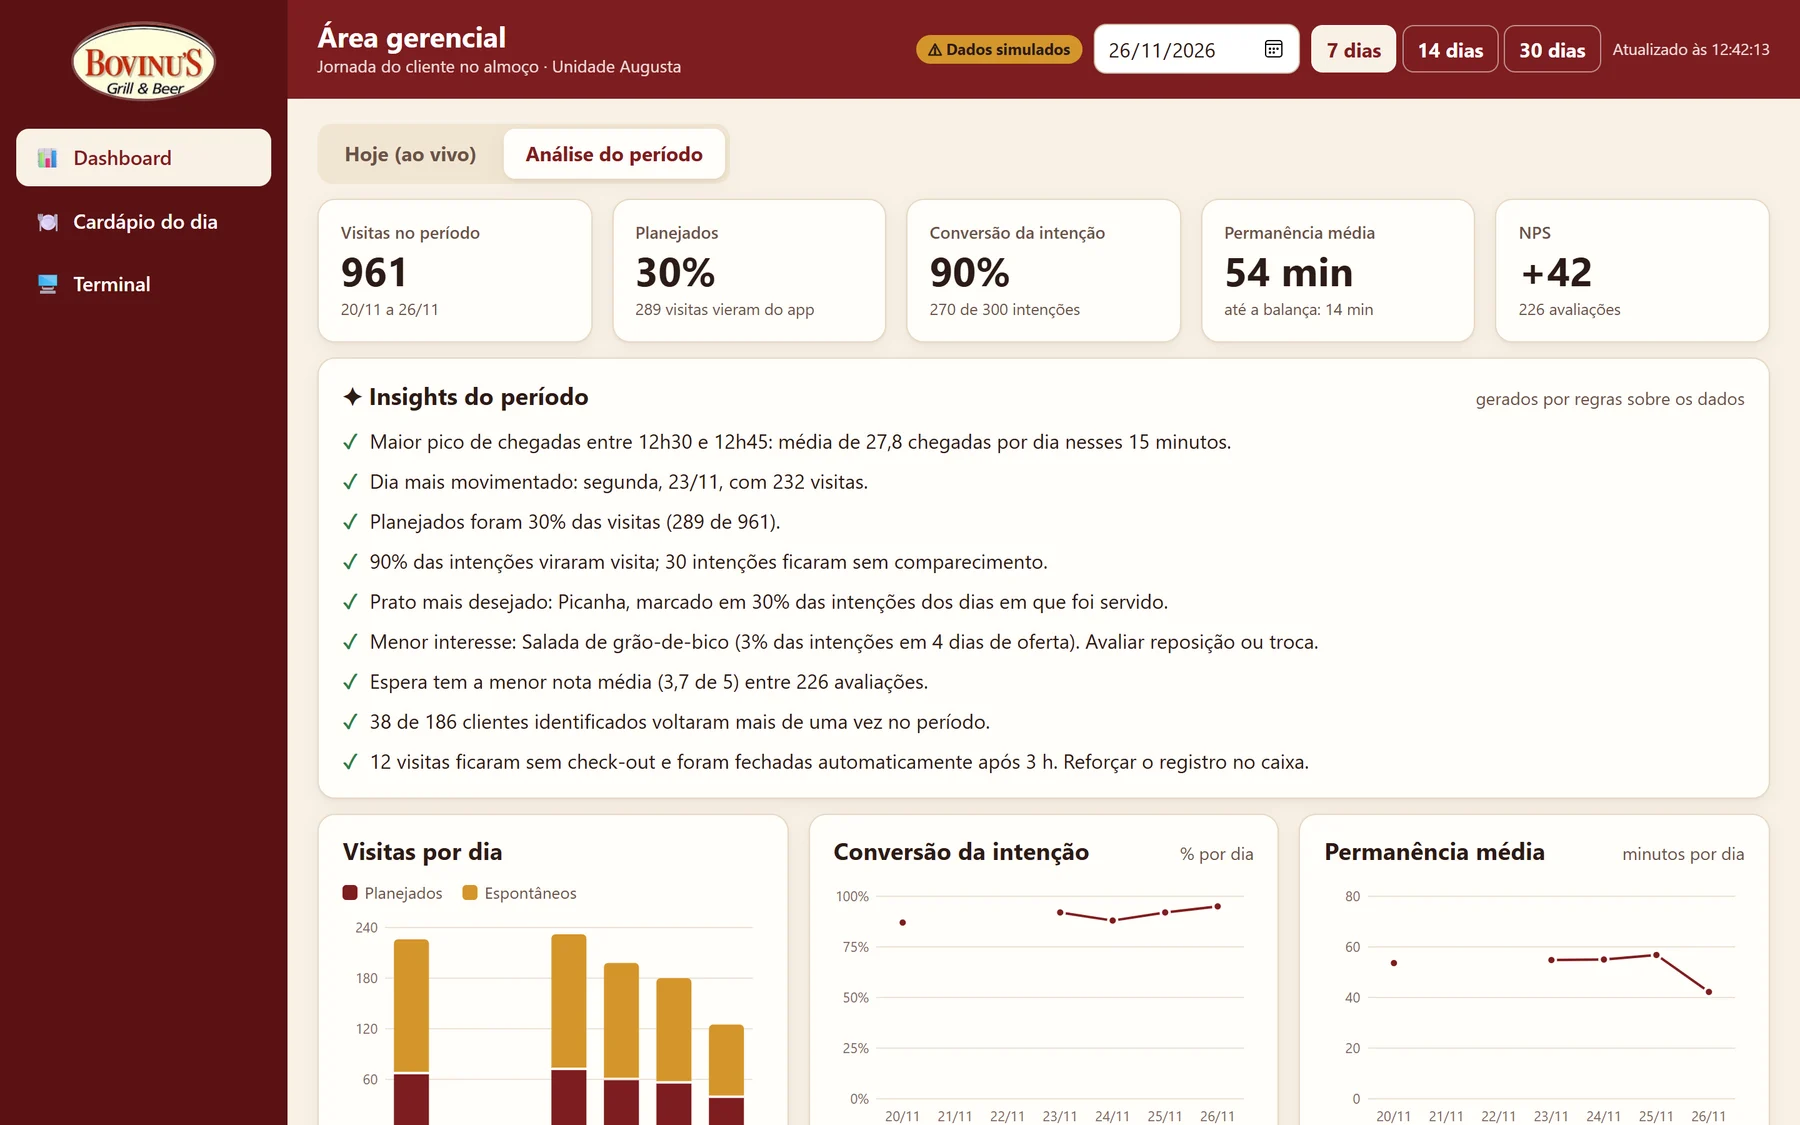 BOVINU'S
Grill & Beer
Dashboard
Cardápio do dia
Terminal
Área gerencial
Jornada do cliente no almoço · Unidade Augusta
⚠ Dados simulados
26/11/2026
7 dias
14 dias
30 dias
Atualizado às 12:42:13
Hoje (ao vivo)
Análise do período
Visitas no período
961
20/11 a 26/11
Planejados
30%
289 visitas vieram do app
Conversão da intenção
90%
270 de 300 intenções
Permanência média
54 min
até a balança: 14 min
NPS
+42
226 avaliações
✦ Insights do período
gerados por regras sobre os dados
✓ Maior pico de chegadas entre 12h30 e 12h45: média de 27,8 chegadas por dia nesses 15 minutos.
✓ Dia mais movimentado: segunda, 23/11, com 232 visitas.
✓ Planejados foram 30% das visitas (289 de 961).
✓ 90% das intenções viraram visita; 30 intenções ficaram sem comparecimento.
✓ Prato mais desejado: Picanha, marcado em 30% das intenções dos dias em que foi servido.
✓ Menor interesse: Salada de grão-de-bico (3% das intenções em 4 dias de oferta). Avaliar reposição ou troca.
✓ Espera tem a menor nota média (3,7 de 5) entre 226 avaliações.
✓ 38 de 186 clientes identificados voltaram mais de uma vez no período.
✓ 12 visitas ficaram sem check-out e foram fechadas automaticamente após 3 h. Reforçar o registro no caixa.
Visitas por dia
Planejados
Espontâneos
240
180
120
60
Conversão da intenção
% por dia
100%
75%
50%
25%
0%
20/11 21/11 22/11 23/11 24/11 25/11 26/11
Permanência média
minutos por dia
80
60
40
20
0
20/11 21/11 22/11 23/11 24/11 25/11 26/11